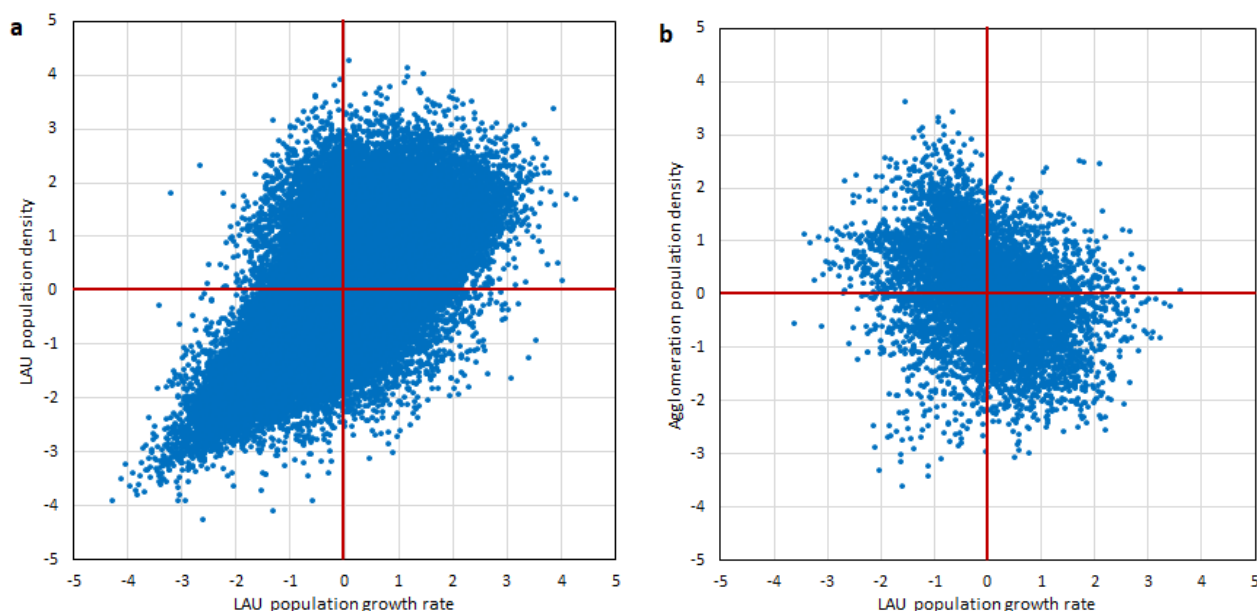 a
5
4
3
2
1
0
-1
-2
-3
-4
-5
LAU population density
-5 -4 -3 -2 -1 0 1 2 3 4 5
LAU population growth rate
b
5
4
3
2
1
0
-1
-2
-3
-4
-5
Agglomeration population density
-5 -4 -3 -2 -1 0 1 2 3 4 5
LAU population growth rate